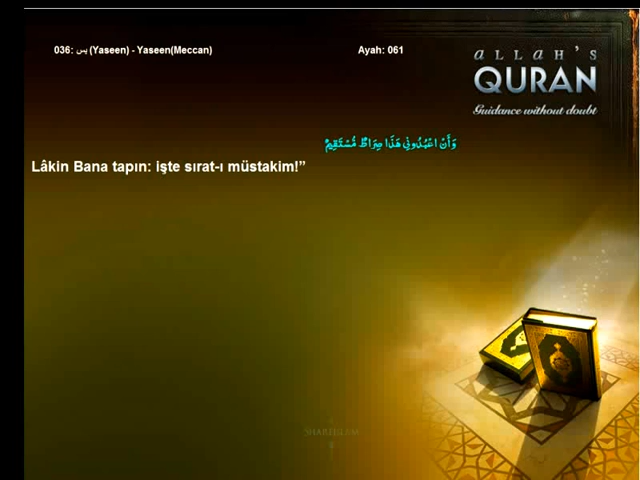 036: يس (Yaseen) - Yaseen(Meccan) Ayah: 061
ALLAH'S
QURAN
Guidance without doubt
وَأَنْ اعْبُدُونِي هَٰذَا صِرَاطٌ مُّسْتَقِيمٌ
Lâkin Bana tapın: işte sırat-ı müstakim!”
SHAREISLAM